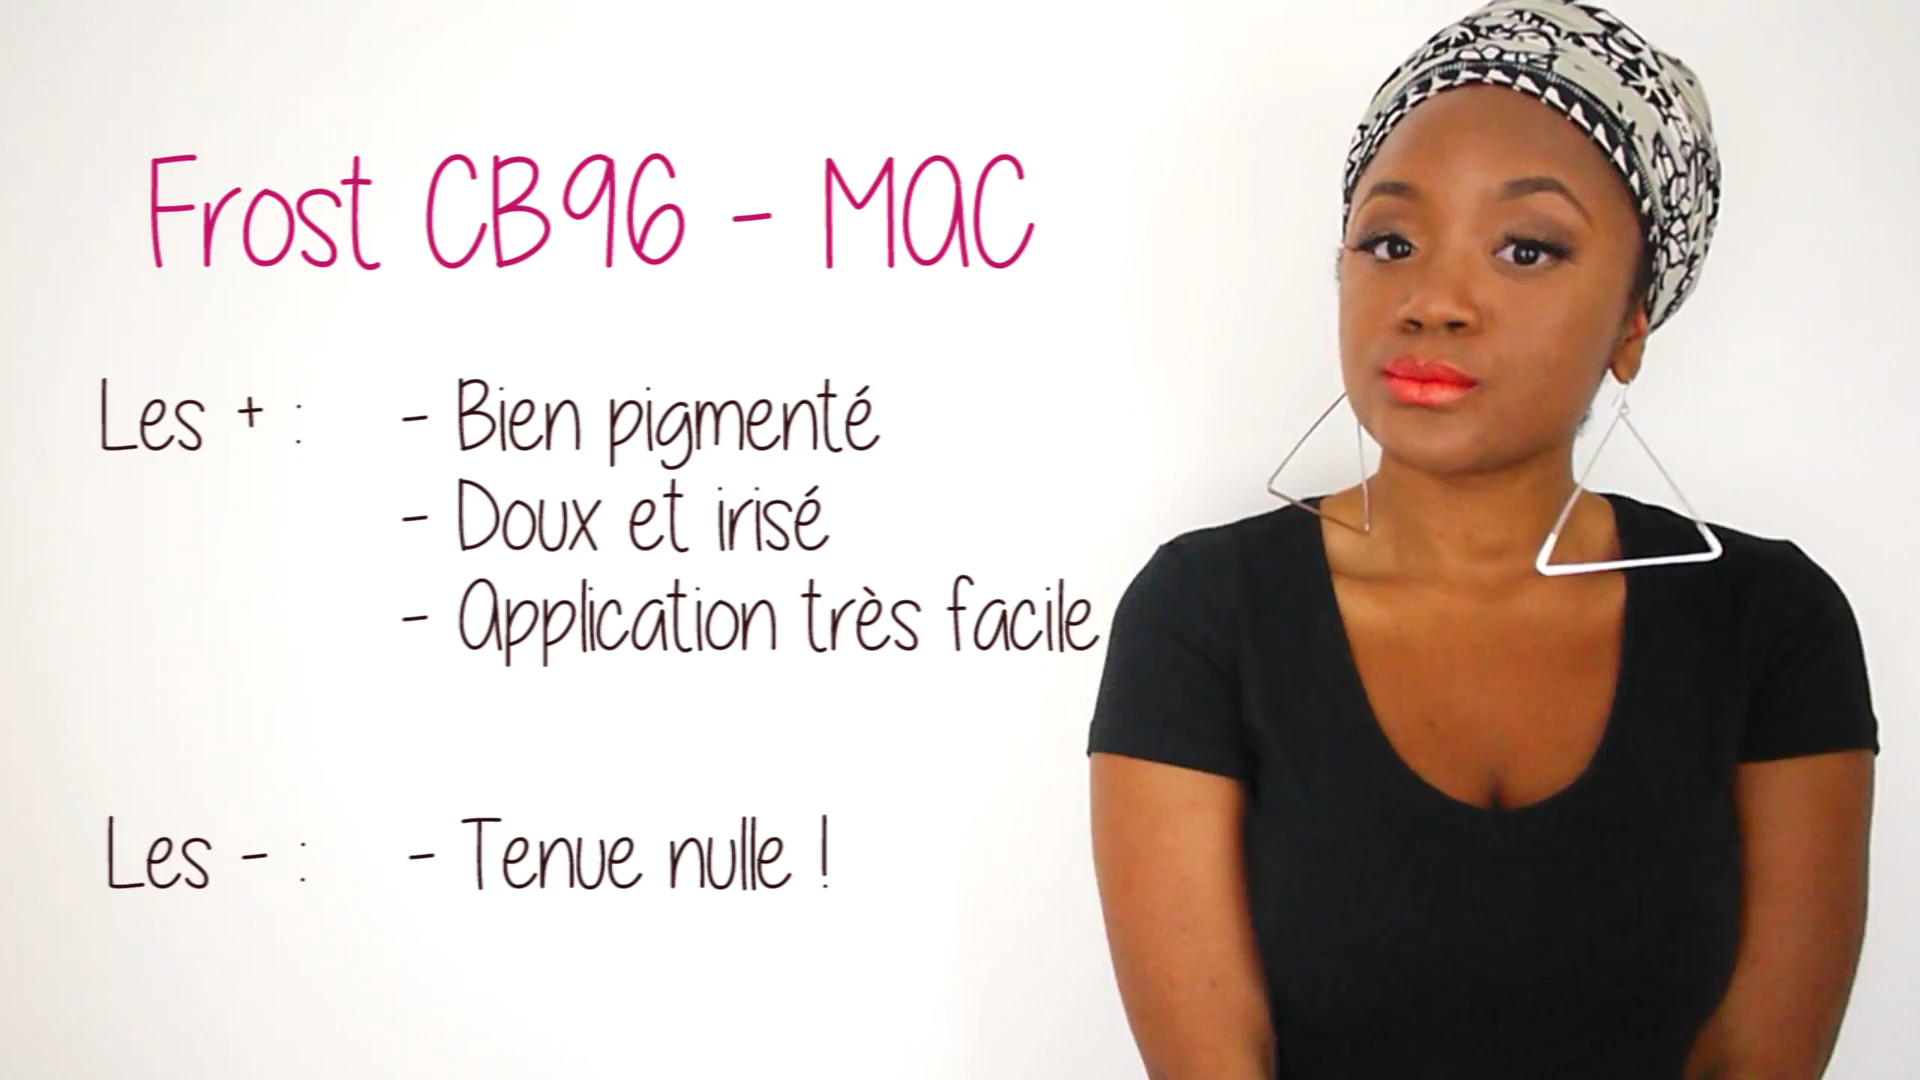 Frost CB96 - MAC
Les + : - Bien pigmenté
- Doux et irisé
- Application très facile
Les - : - Tenue nulle !